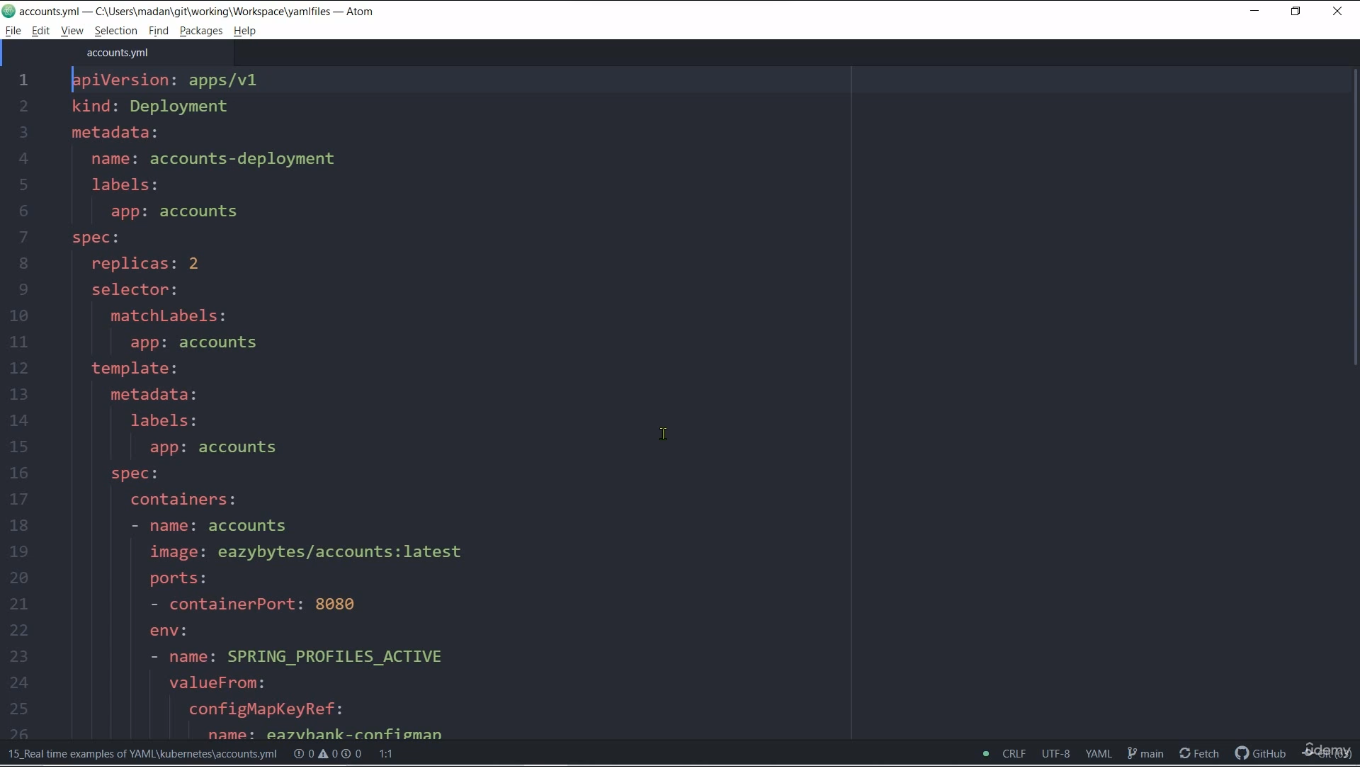 accounts.yml — C:\Users\madan\git\working\Workspace\yamlfiles — Atom
File Edit View Selection Find Packages Help
accounts.yml
1 apiVersion: apps/v1
2 kind: Deployment
3 metadata:
4   name: accounts-deployment
5   labels:
6     app: accounts
7 spec:
8   replicas: 2
9   selector:
10     matchLabels:
11       app: accounts
12   template:
13     metadata:
14       labels:
15         app: accounts
16     spec:
17       containers:
18       - name: accounts
19         image: eazybytes/accounts:latest
20         ports:
21         - containerPort: 8080
22         env:
23         - name: SPRING_PROFILES_ACTIVE
24           valueFrom:
25             configMapKeyRef:
26               name: eazybank-configmap
15_Real time examples of YAML\kubernetes\accounts.yml 0 0 0 1:1 CRLF UTF-8 YAML main Fetch GitHub
Udemy